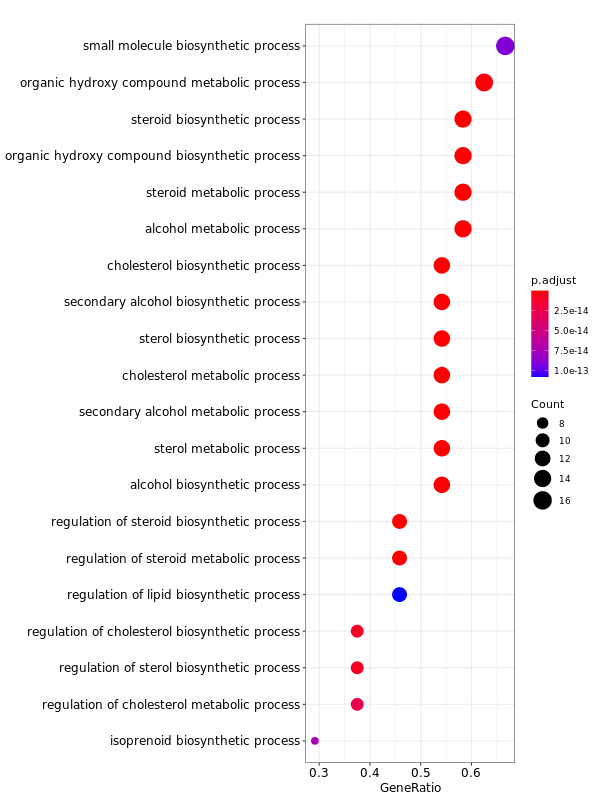 small molecule biosynthetic process
organic hydroxy compound metabolic process
steroid biosynthetic process
organic hydroxy compound biosynthetic process
steroid metabolic process
alcohol metabolic process
cholesterol biosynthetic process
secondary alcohol biosynthetic process
sterol biosynthetic process
cholesterol metabolic process
secondary alcohol metabolic process
sterol metabolic process
alcohol biosynthetic process
regulation of steroid biosynthetic process
regulation of steroid metabolic process
regulation of lipid biosynthetic process
regulation of cholesterol biosynthetic process
regulation of sterol biosynthetic process
regulation of cholesterol metabolic process
isoprenoid biosynthetic process
0.3 0.4 0.5 0.6
GeneRatio
p.adjust
2.5e-14
5.0e-14
7.5e-14
1.0e-13
Count
8
10
12
14
16